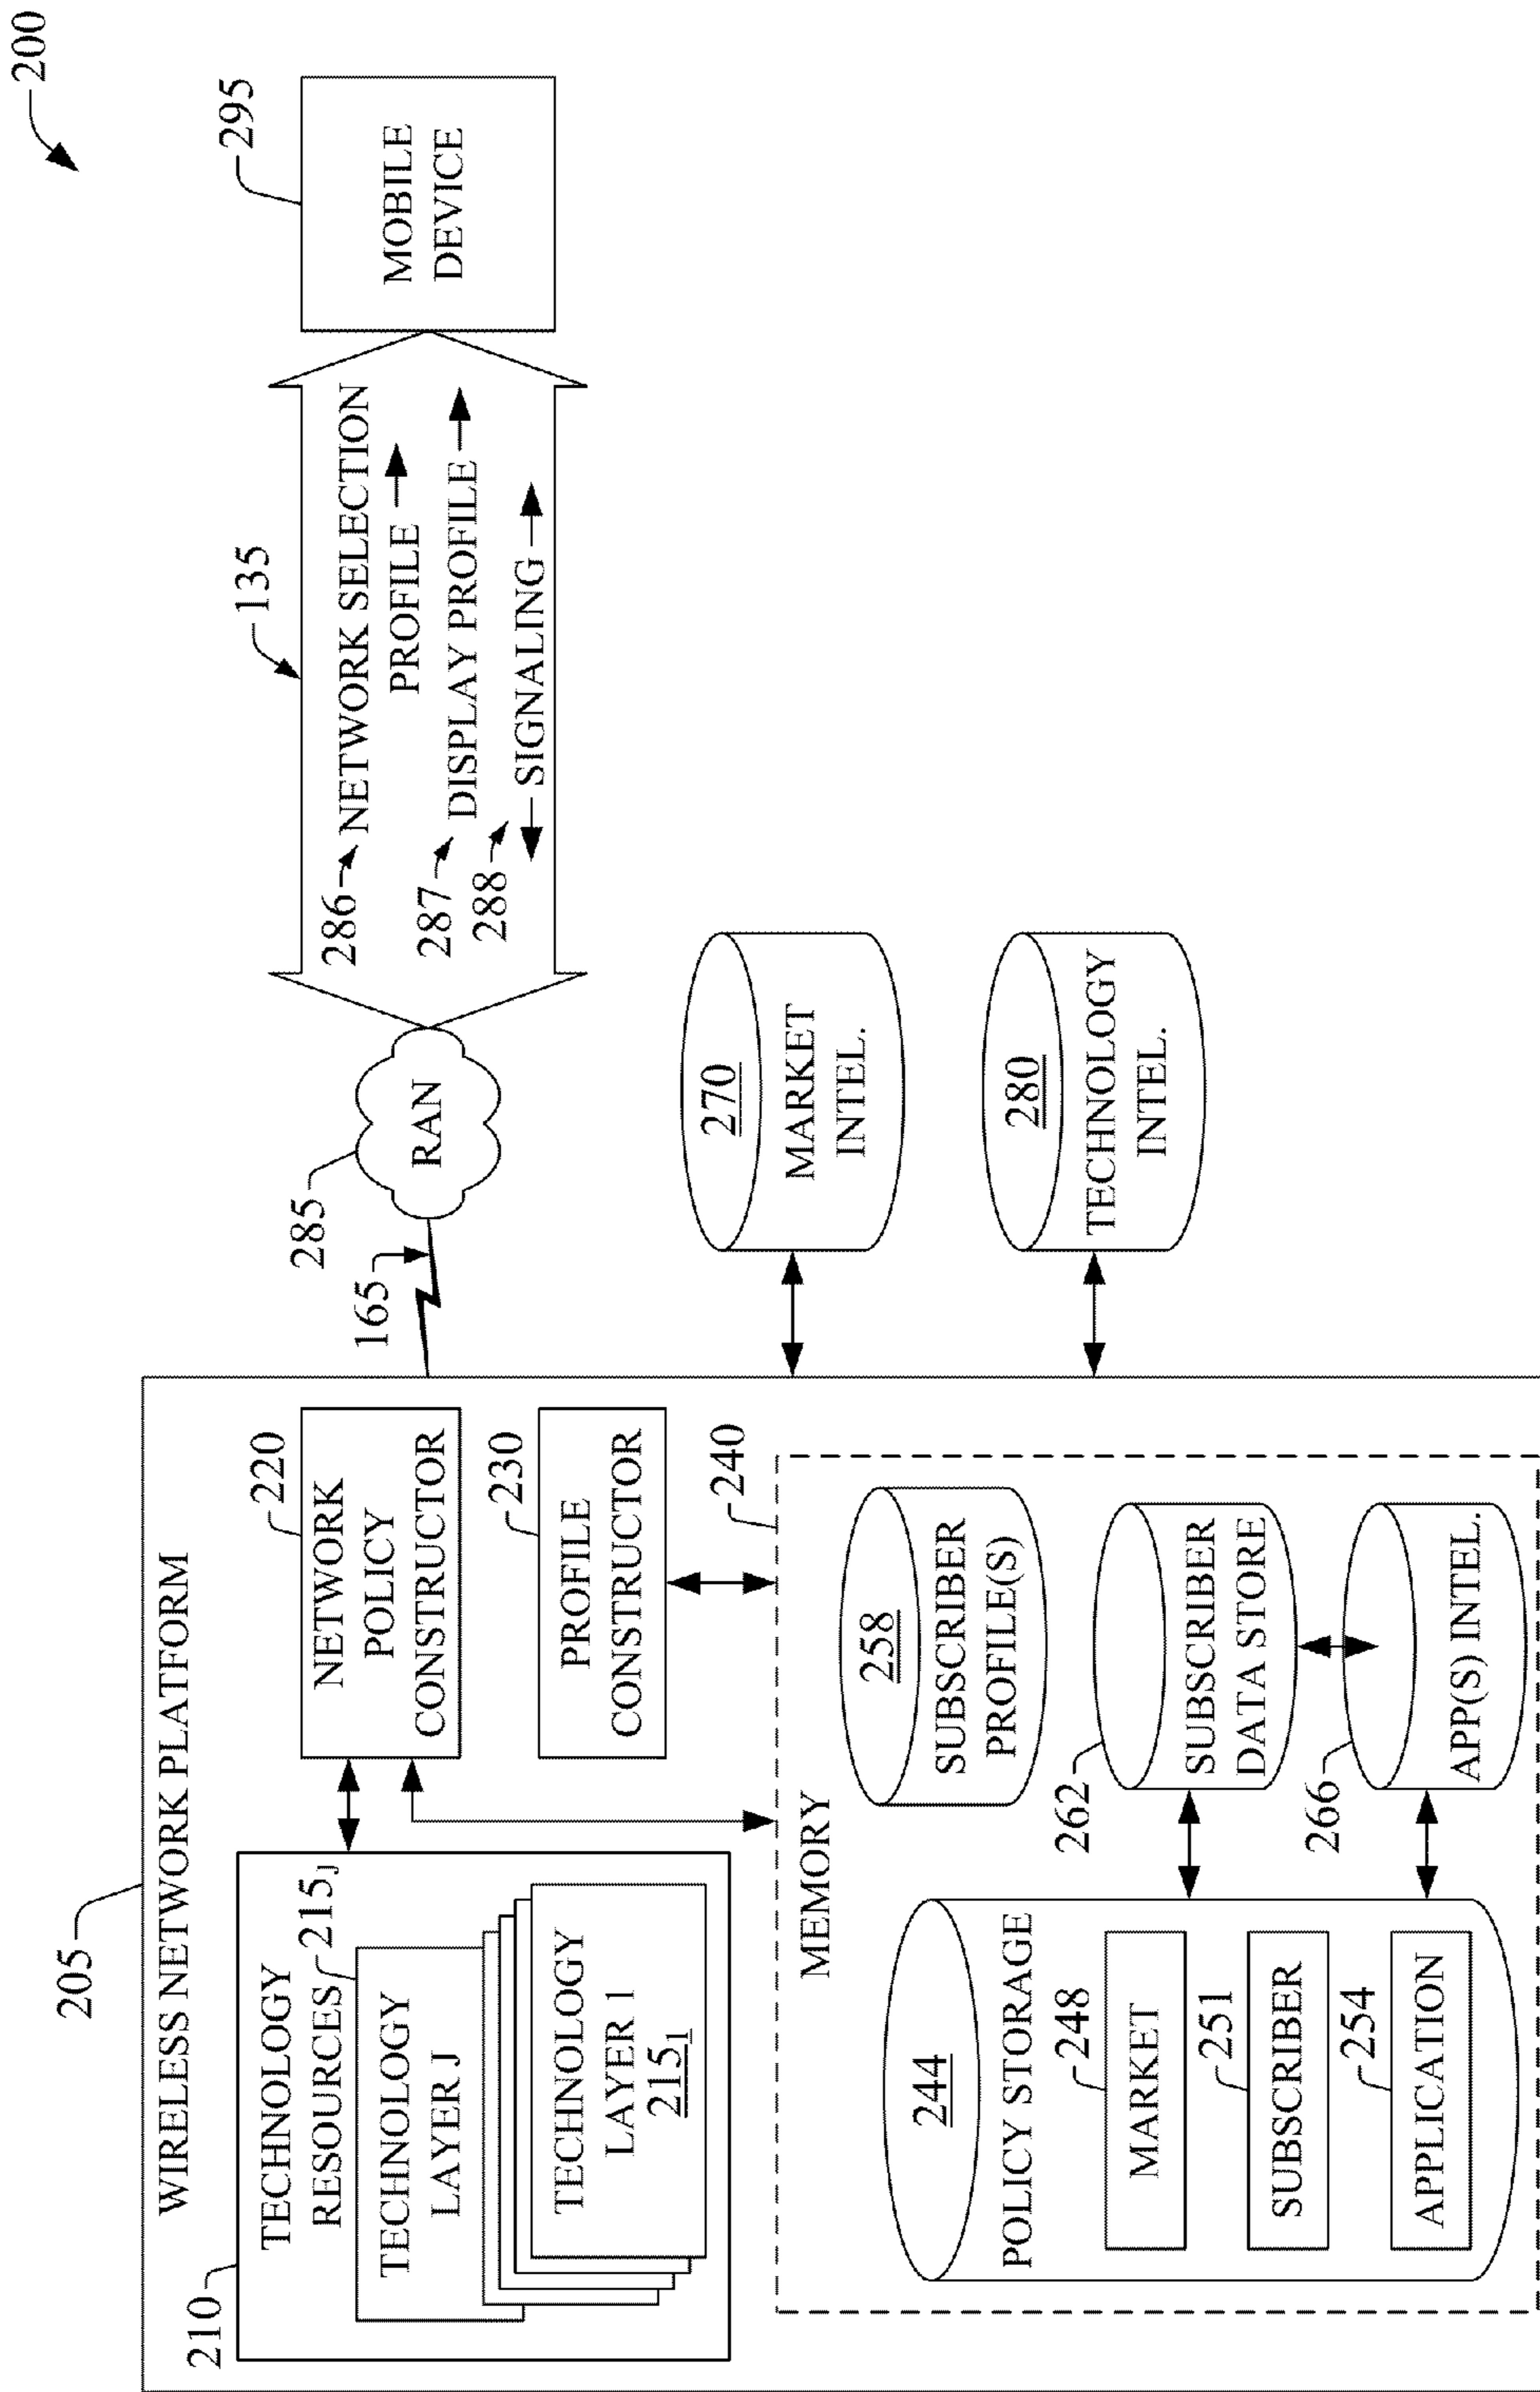 200
205
WIRELESS NETWORK PLATFORM
210
TECHNOLOGY
RESOURCES
215J
TECHNOLOGY
LAYER J
TECHNOLOGY
LAYER 1
2151
220
NETWORK
POLICY
CONSTRUCTOR
230
PROFILE
CONSTRUCTOR
240
MEMORY
244
POLICY STORAGE
248
MARKET
251
SUBSCRIBER
254
APPLICATION
258
SUBSCRIBER
PROFILE(S)
262
SUBSCRIBER
DATA STORE
266
APP(S) INTEL.
165
285
RAN
270
MARKET
INTEL.
280
TECHNOLOGY
INTEL.
135
286
NETWORK SELECTION
PROFILE
287
DISPLAY PROFILE
288
SIGNALING
295
MOBILE
DEVICE